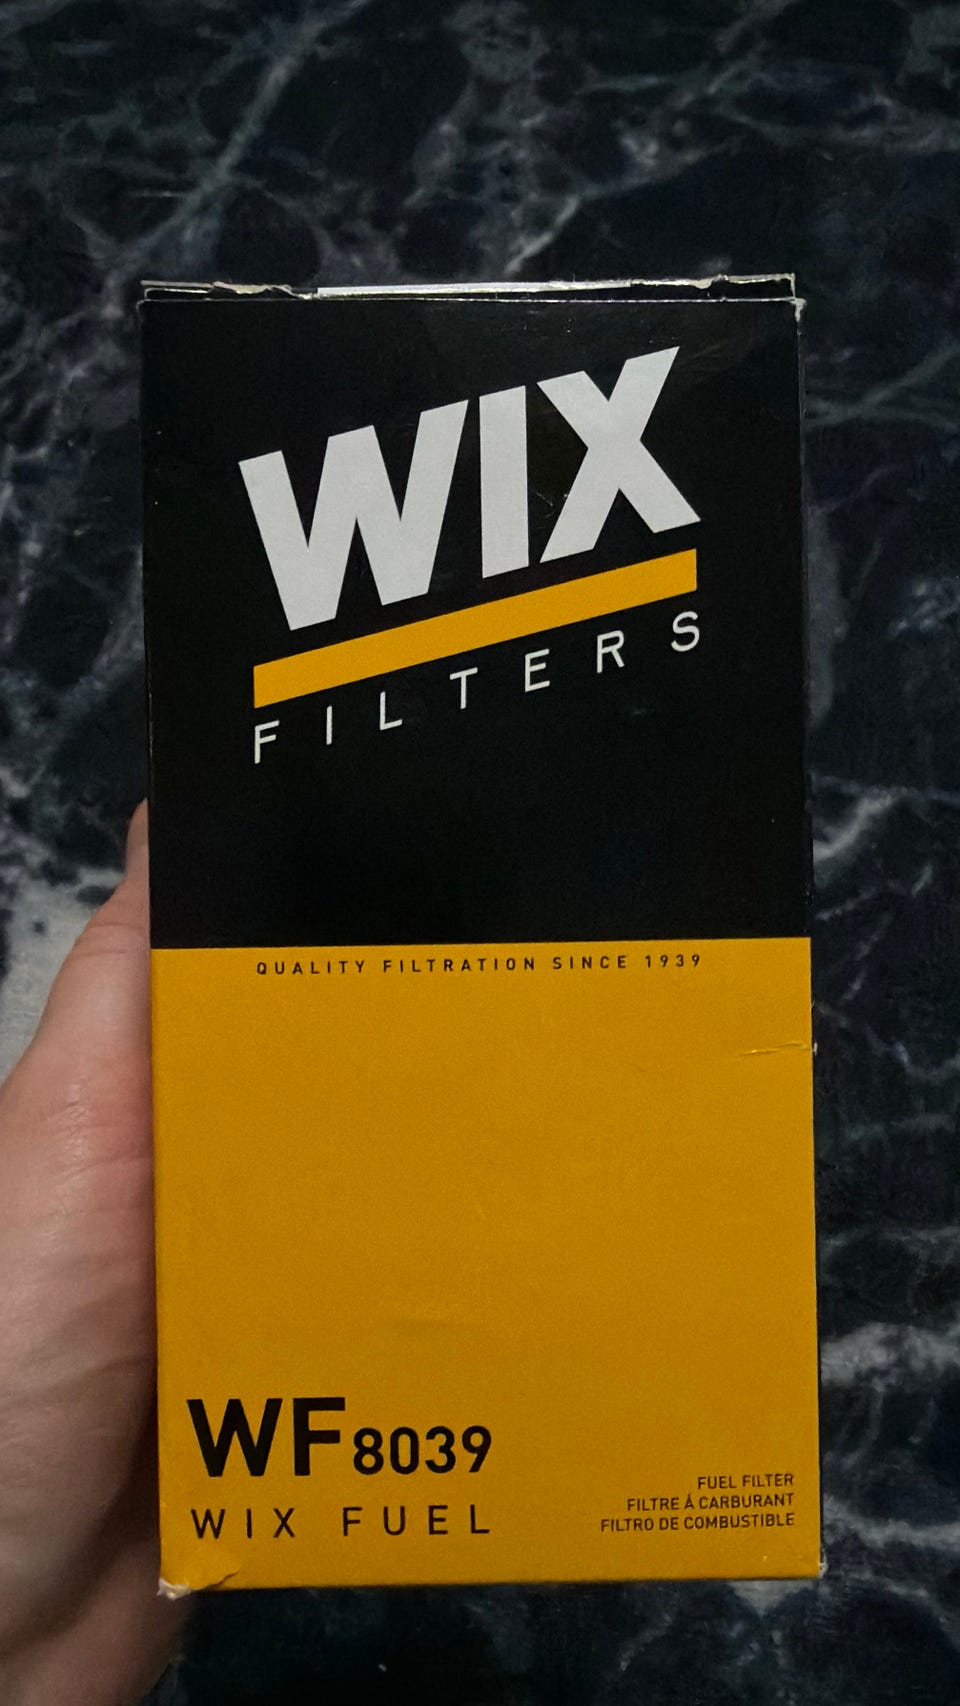 WIX
FILTERS
QUALITY FILTRATION SINCE 1939
WF8039
WIX FUEL
FUEL FILTER
FILTRE Á CARBURANT
FILTRO DE COMBUSTIBLE